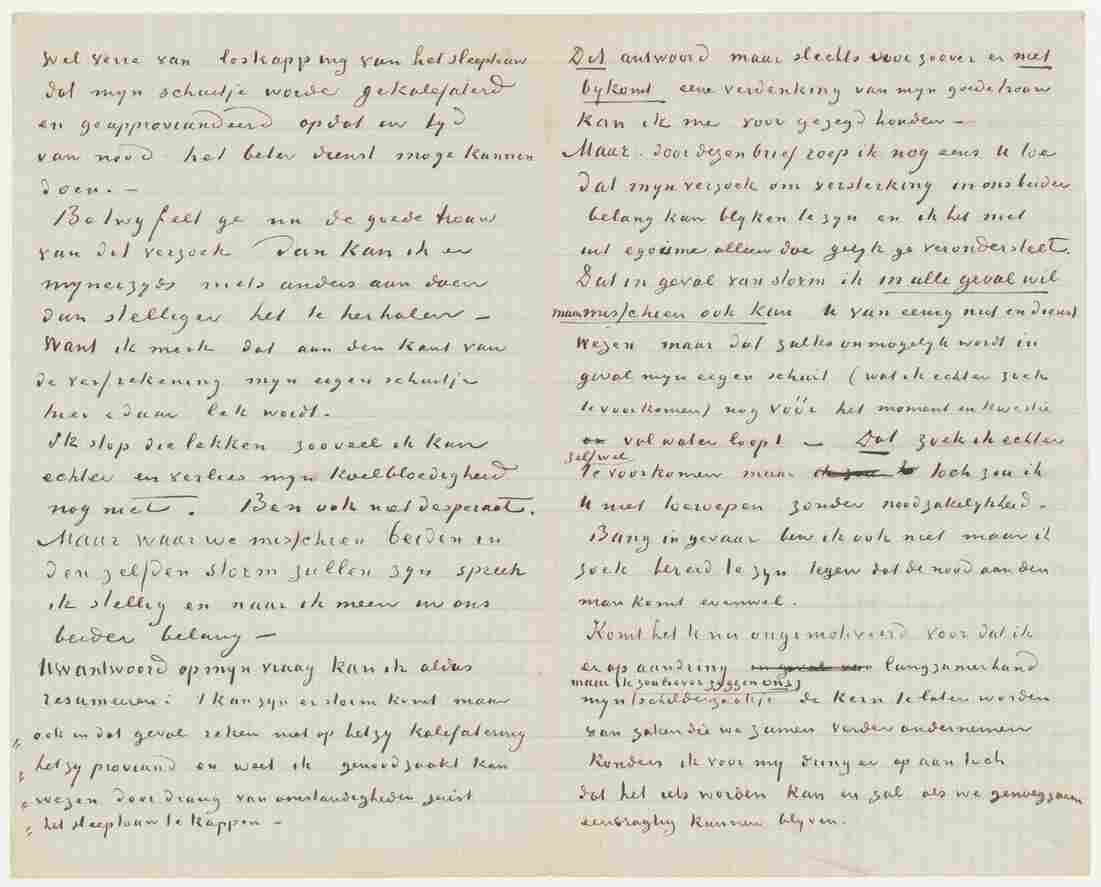 wel verre van loskapping van het sleeptouw
dat myn schuitje worde gekalefaterd
en geapproviandeerd opdat in tyd
van nood het beter dienst moge kunnen
doen. –
Betwyfelt ge nu de goede trouw
van dit verzoek dan kan ik er
mynerzyds niets anders aan doen
dan stelliger het te herhalen –
Want ik merk dat aan den kant van
de verfrekening myn eigen schuitje
hier & daar lek wordt.
Ik stop die lekken zooveel ik kan
echter en verlies myn koelbloedigheid
nog niet. Ben ook niet desperaat.
Maar waar we misschien beiden in
den zelfden storm zullen zyn spreek
ik stellig en naar ik meen in ons
beider belang –
Uw antwoord op myn vraag kan ik aldus
resumeeren: 't kan zyn er storm komt maar
„ ook in dat geval reken niet op hetzy kalefatering
„ hetzy proviand en weet ik genoodzaakt kan
„ wezen door drang van omstandigheden juist
„ het sleeptouw te kappen –
Dit antwoord maar slechts voor zoover er niet
bykomt eene verdenking van myn goede trouw
kan ik me voor gezegd houden –
Maar door dezen brief roep ik nog eens u toe
dat myn verzoek om versterking in ons beider
belang kan blyken te zyn en ik het niet
uit egoisme alleen doe gelyk ge veronderstelt.
Dat in geval van storm ik in alle geval wil
maar misschien ook kan U van eenig nut en dienst
wezen maar dat zulks onmogelyk wordt in
geval myn eigen schuit (wat ik echter zoek
te voorkomen) nog vóór het moment en kwestie
vol water loopt – Dat zoek ik echter
zelf wel
te voorkomen maar toch zou ik
U niet toeroepen zonder noodzakelykheid.
Bang in gevaar ben ik ook niet maar ik
zoek bereid te zyn tegen dat de nood aan den
man komt evenwel.
Komt het U nu ongemotiveerd voor dat ik
er op aandring langzamerhand
maar ik zou liever zeggen ons)
myn (schilderzaakje de kern te laten worden
van zaken die we zamen verder ondernemen
konden ik voor my dring er op aan toch
dat het iets worden kan en zal als we genoegzaam
eendragtig kunnen blyven.